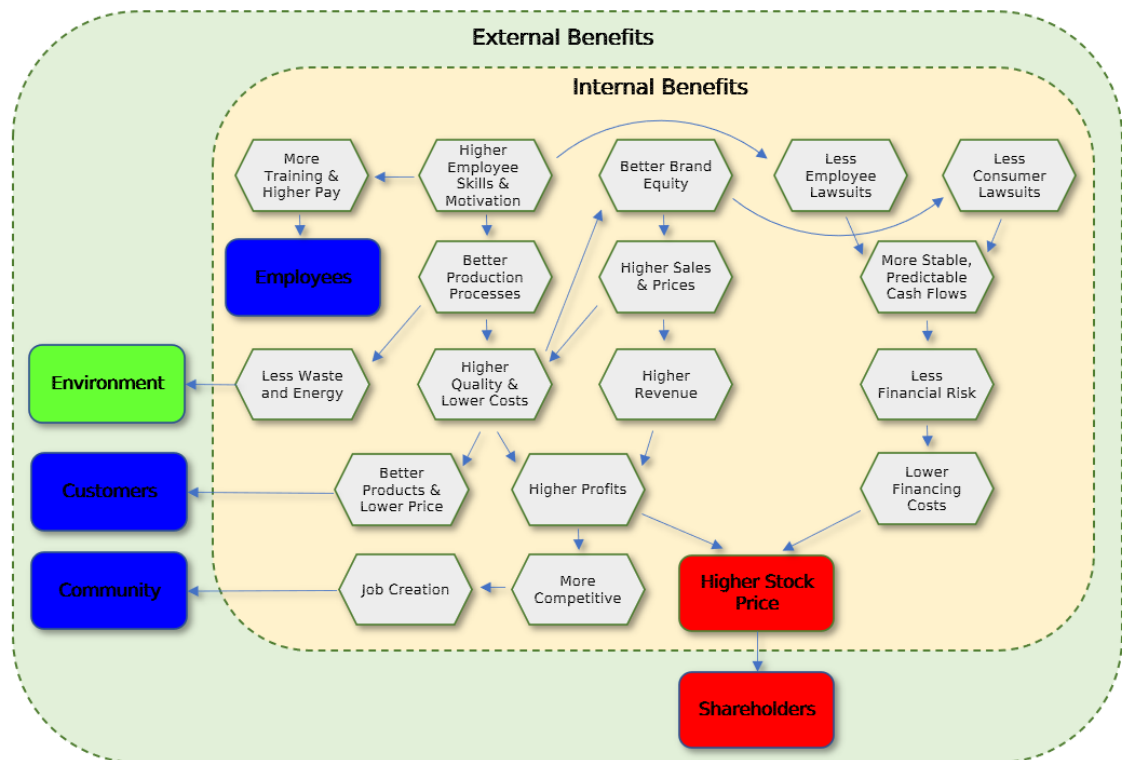 External Benefits
Internal Benefits
More
Training &
Higher Pay
Higher
Employee
Skills &
Motivation
Better Brand
Equity
Less
Employee
Lawsuits
Less
Consumer
Lawsuits
Employees
Better
Production
Processes
Higher Sales
& Prices
More Stable,
Predictable
Cash Flows
Environment
Less Waste
and Energy
Higher
Quality &
Lower Costs
Higher
Revenue
Less
Financial Risk
Customers
Better
Products &
Lower Price
Higher Profits
Lower
Financing
Costs
Community
Job Creation
More
Competitive
Higher Stock
Price
Shareholders